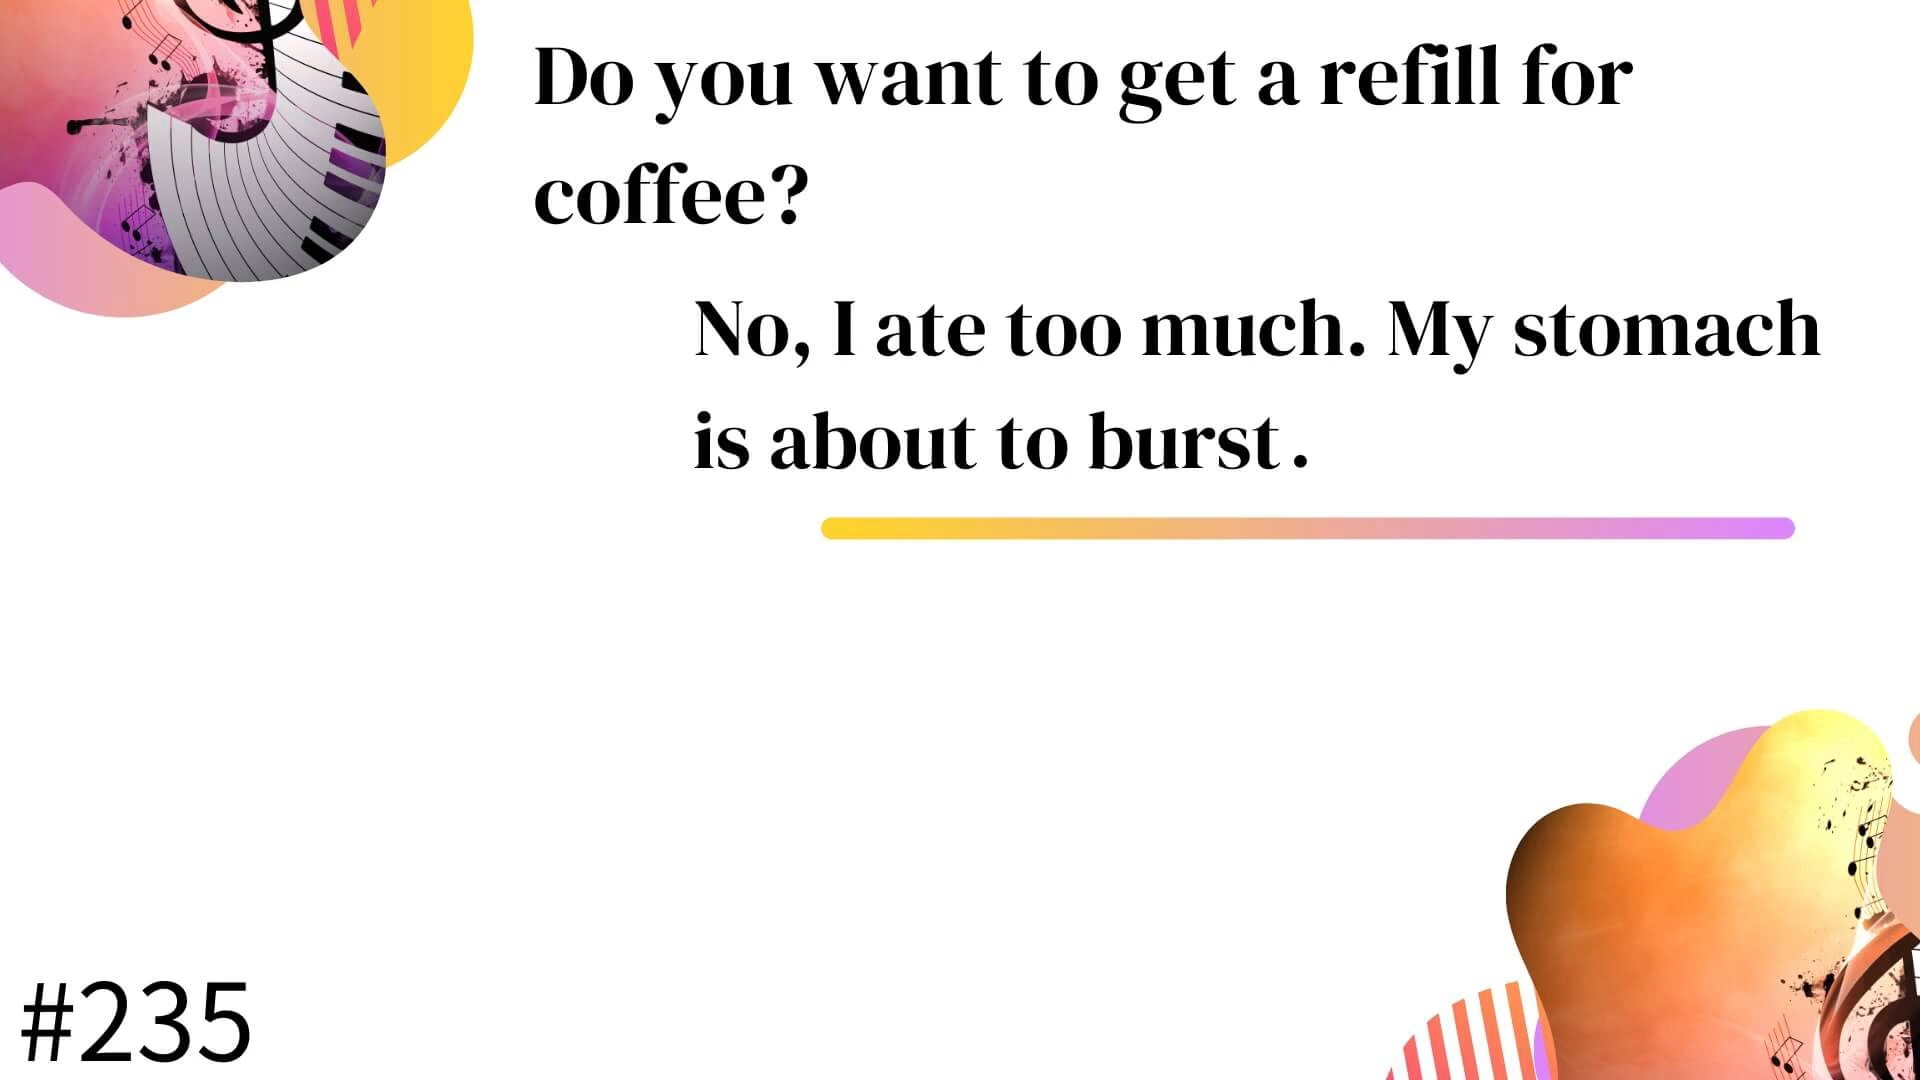 Do you want to get a refill for
coffee?
No, I ate too much. My stomach
is about to burst.
#235